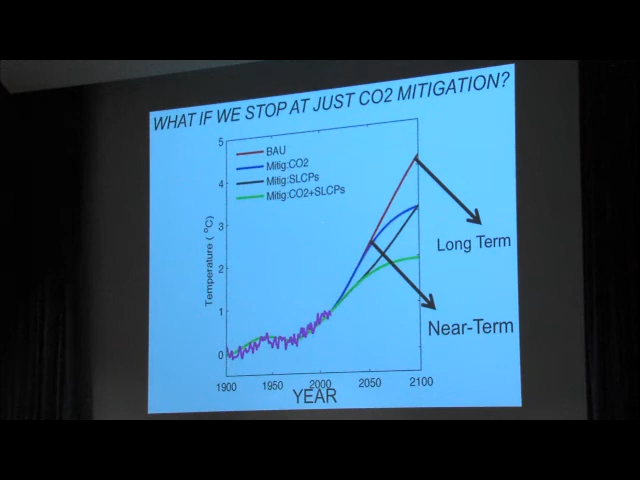 WHAT IF WE STOP AT JUST CO2 MITIGATION?
5
BAU
Mitig:CO2
Mitig:SLCPs
Mitig:CO2+SLCPs
4
3
2
1
0
Temperature ( °C)
Long Term
Near-Term
1900 1950 2000 2050 2100
YEAR